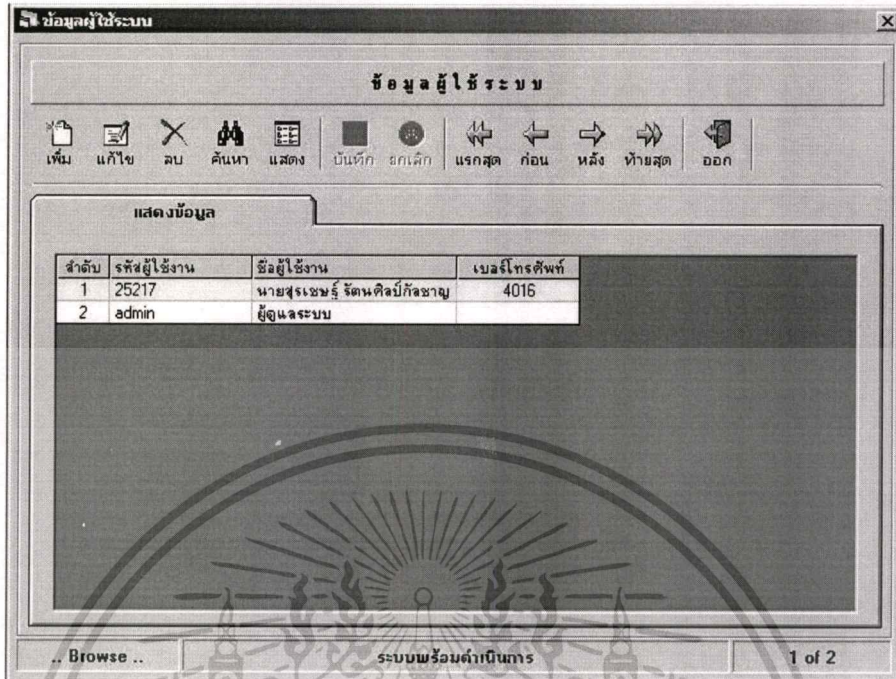 ข้อมูลผู้ใช้ระบบ
ข้อมูลผู้ใช้ระบบ
เพิ่ม แก้ไข ลบ ค้นหา แสดง บันทึก ยกเลิก แรกสุด ก่อน หลัง ท้ายสุด ออก
แสดงข้อมูล
ลำดับ รหัสผู้ใช้งาน ชื่อผู้ใช้งาน เบอร์โทรศัพท์
1 25217 นายสุรเชษฐ์ รัตนศิลป์กัลชาญ 4016
2 admin ผู้ดูแลระบบ
.. Browse .. ระบบพร้อมดำเนินการ 1 of 2